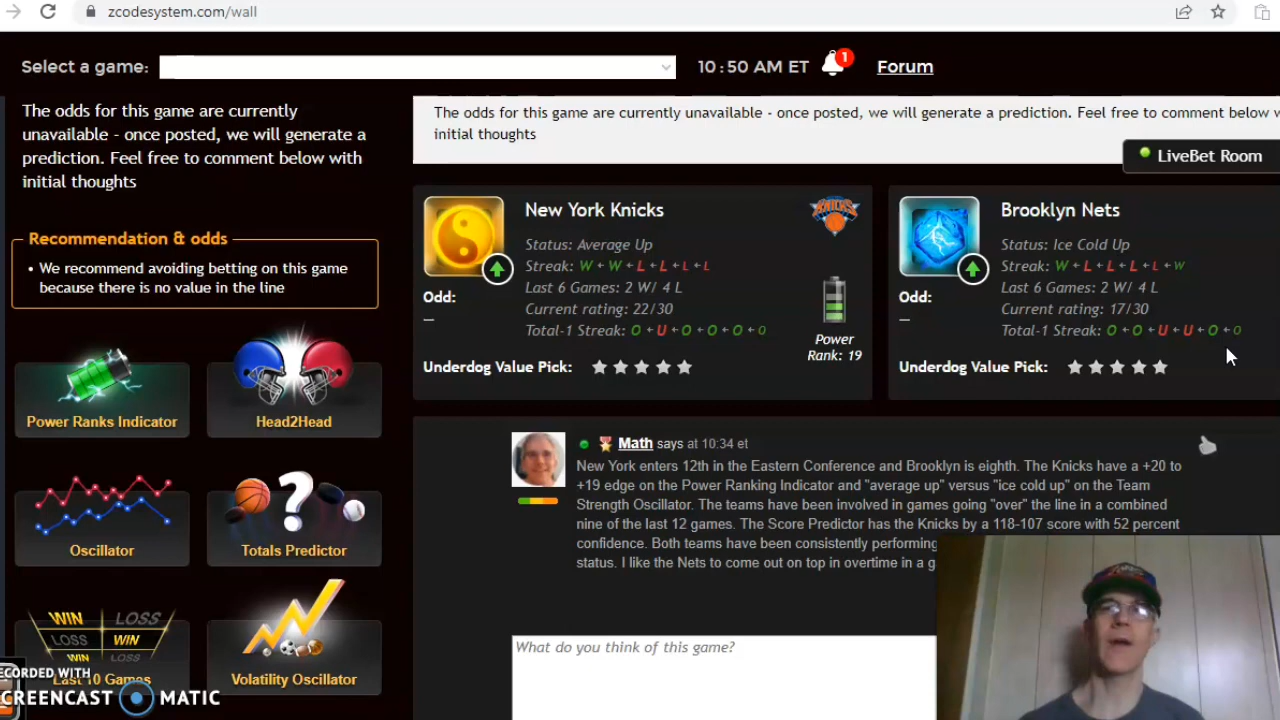 zcodesystem.com/wall
Select a game:
10:50 AM ET
1
Forum
The odds for this game are currently
unavailable - once posted, we will generate a
prediction. Feel free to comment below with
initial thoughts
Recommendation & odds
• We recommend avoiding betting on this game
because there is no value in the line
Power Ranks Indicator
Head2Head
Oscillator
?
Totals Predictor
WIN LOSS
LOSS WIN
WIN LOSS
Last 10 Games
Volatility Oscillator
RECORDED WITH
SCREENCAST MATIC
The odds for this game are currently unavailable - once posted, we will generate a prediction. Feel free to comment below
initial thoughts
LiveBet Room
New York Knicks
KNICKS
Status: Average Up
Streak: W←W←L←L←L←L
Last 6 Games: 2 W/ 4 L
Odd:
–
Current rating: 22/30
Total-1 Streak: O←U←O←O←O←O
Power
Rank: 19
Underdog Value Pick:
Brooklyn Nets
Status: Ice Cold Up
Streak: W←L←L←L←L←W
Last 6 Games: 2 W/ 4 L
Odd:
–
Current rating: 17/30
Total-1 Streak: O←O←U←U←O←O
Underdog Value Pick:
Math says at 10:34 et
New York enters 12th in the Eastern Conference and Brooklyn is eighth. The Knicks have a +20 to
+19 edge on the Power Ranking Indicator and "average up" versus "ice cold up" on the Team
Strength Oscillator. The teams have been involved in games going "over" the line in a combined
nine of the last 12 games. The Score Predictor has the Knicks by a 118-107 score with 52 percent
confidence. Both teams have been consistently performing
status. I like the Nets to come out on top in overtime in a
What do you think of this game?